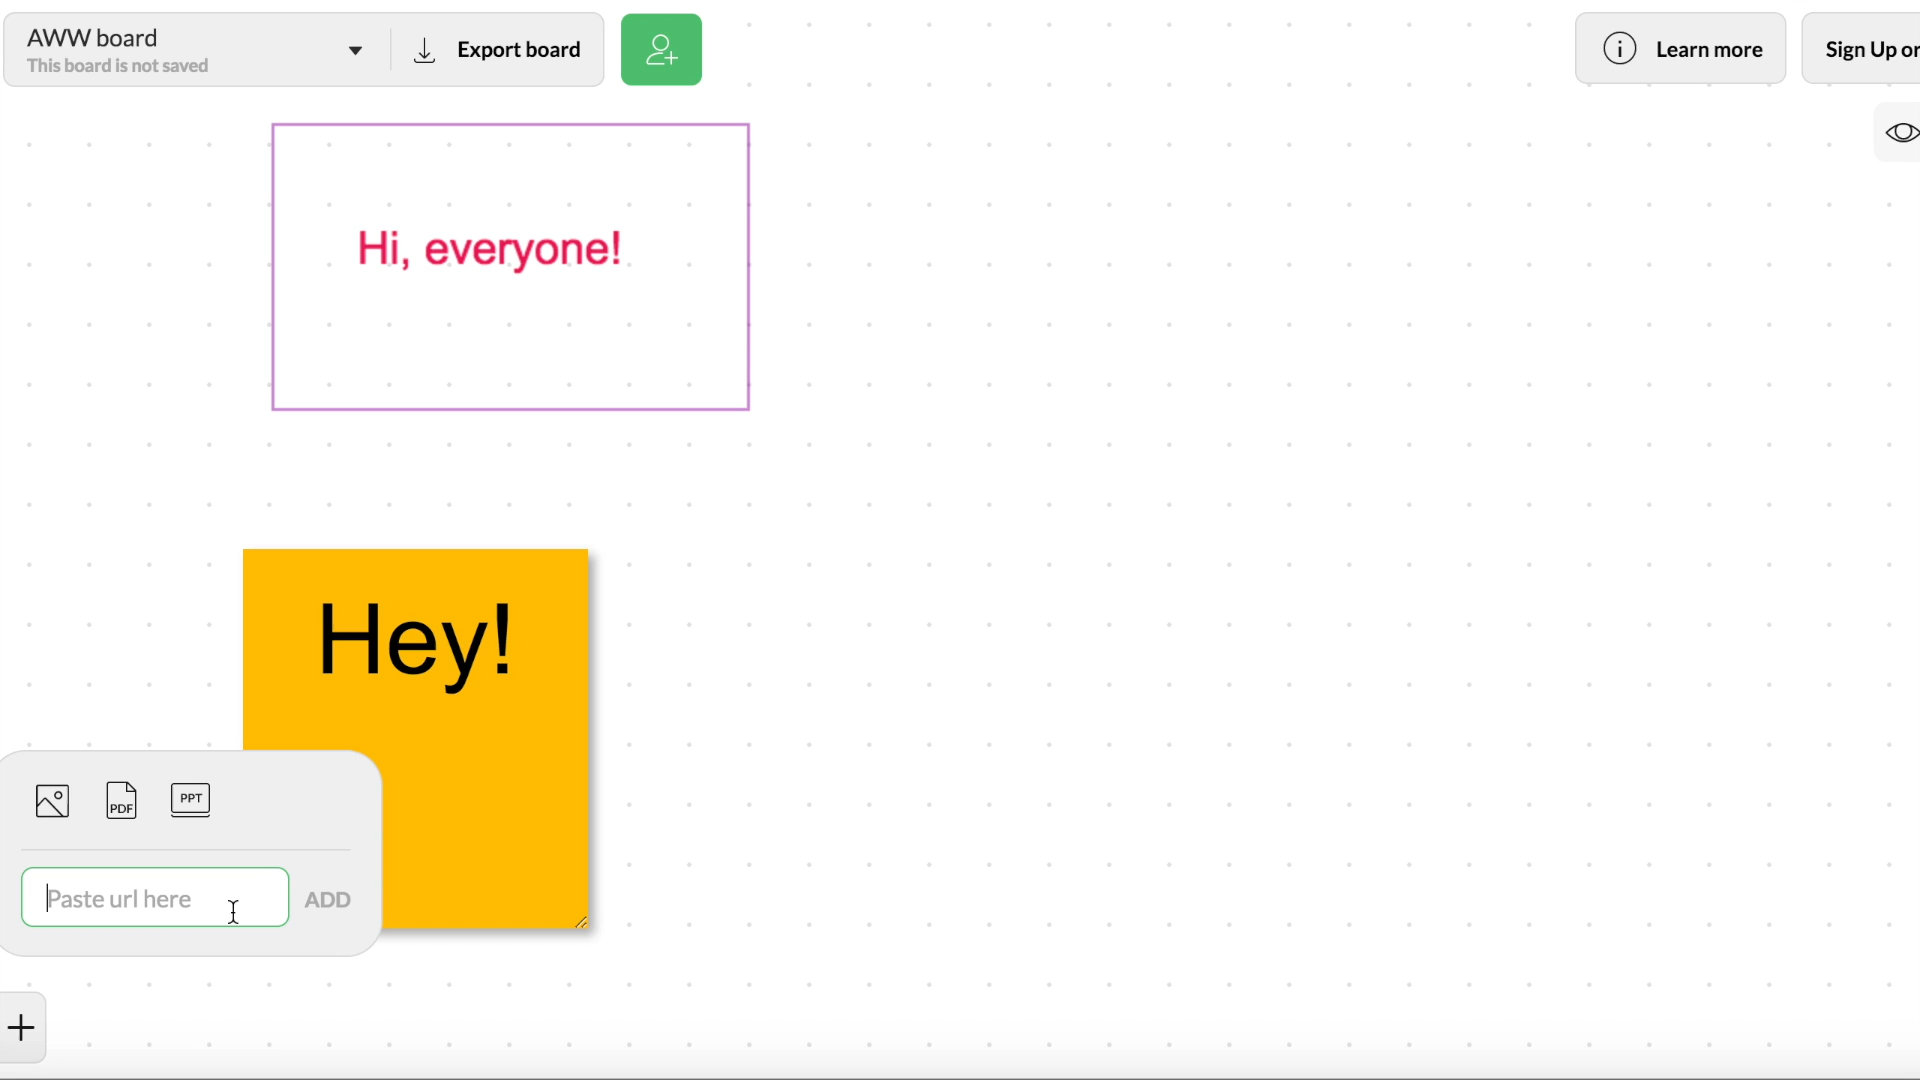 AWW board
This board is not saved
Export board
Learn more
Sign Up or
Hi, everyone!
Hey!
PDF
PPT
Paste url here
ADD